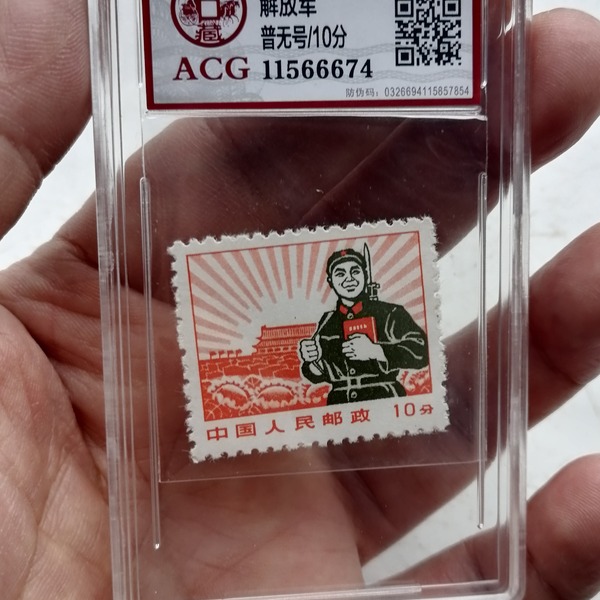 藏
解放军
普无号/10分
ACG 11566674
防伪码：0326694115857854
中国人民邮政 10分